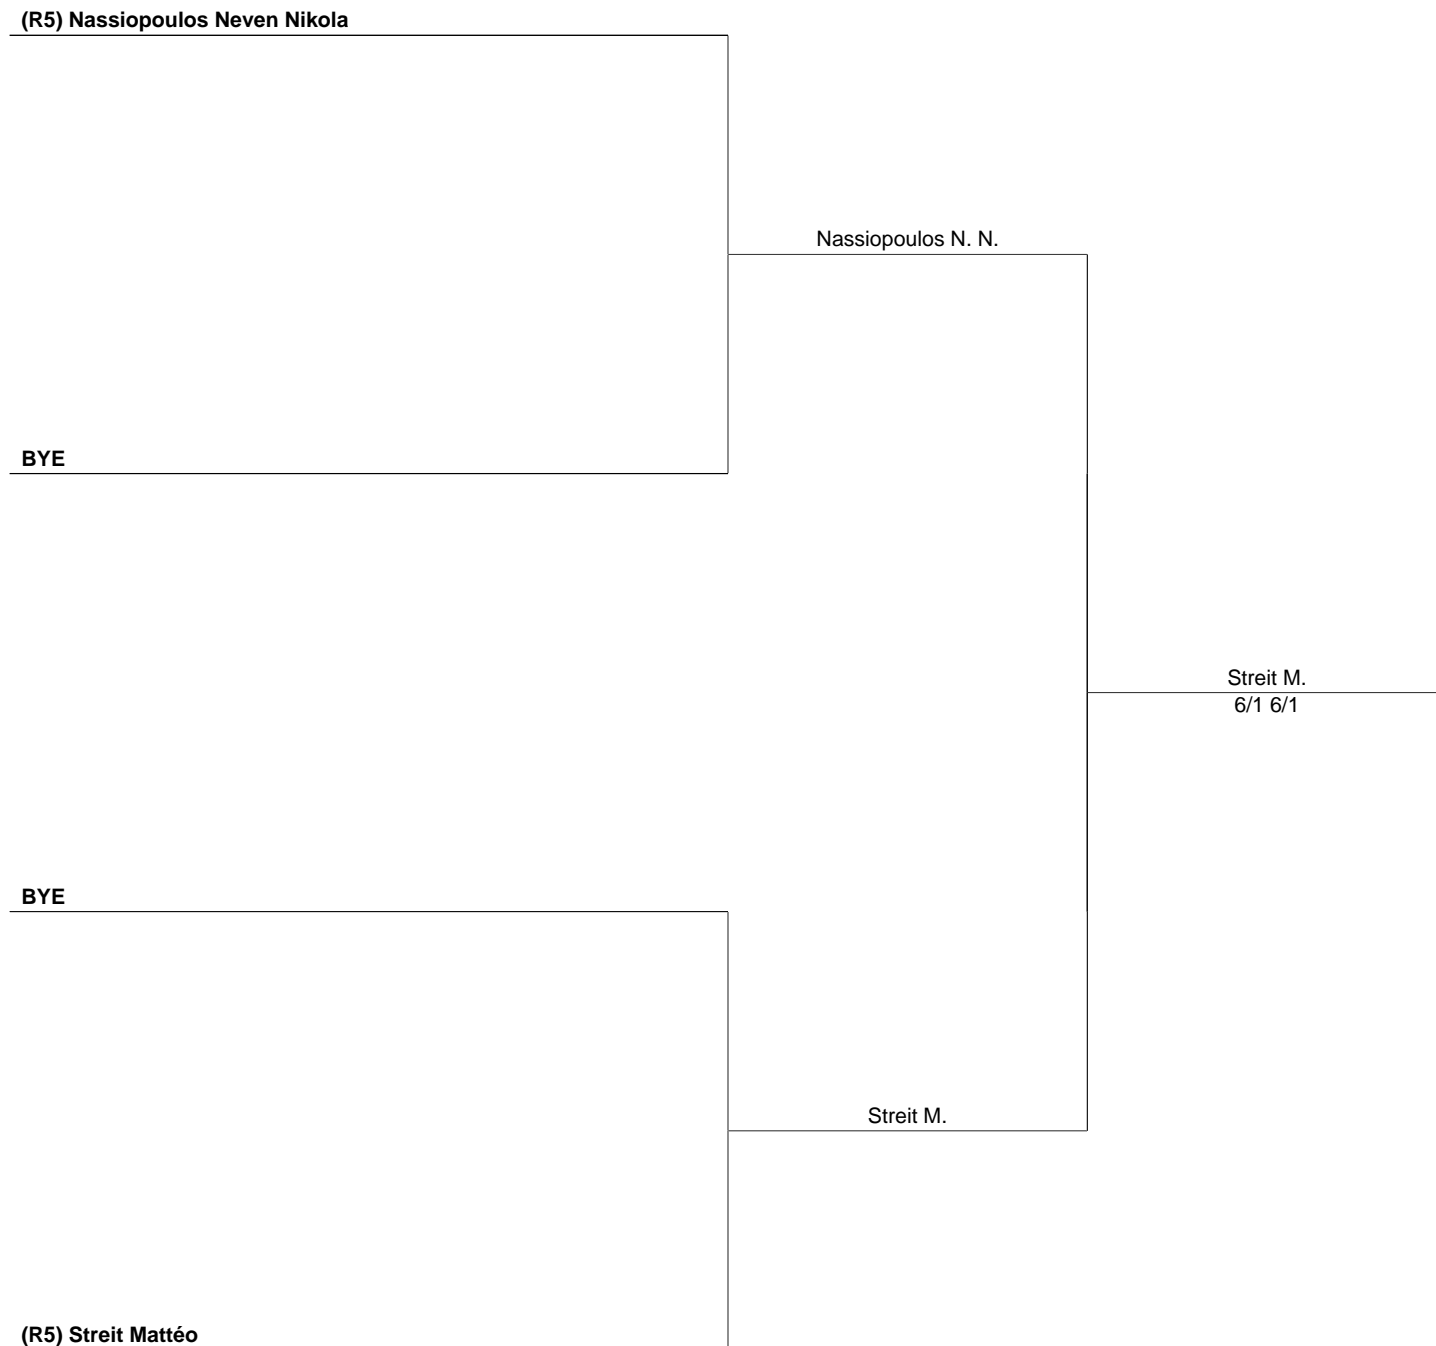 (R5) Nassiopoulos Neven Nikola
Nassiopoulos N. N.
BYE
Streit M.
6/1 6/1
BYE
Streit M.
(R5) Streit Mattéo